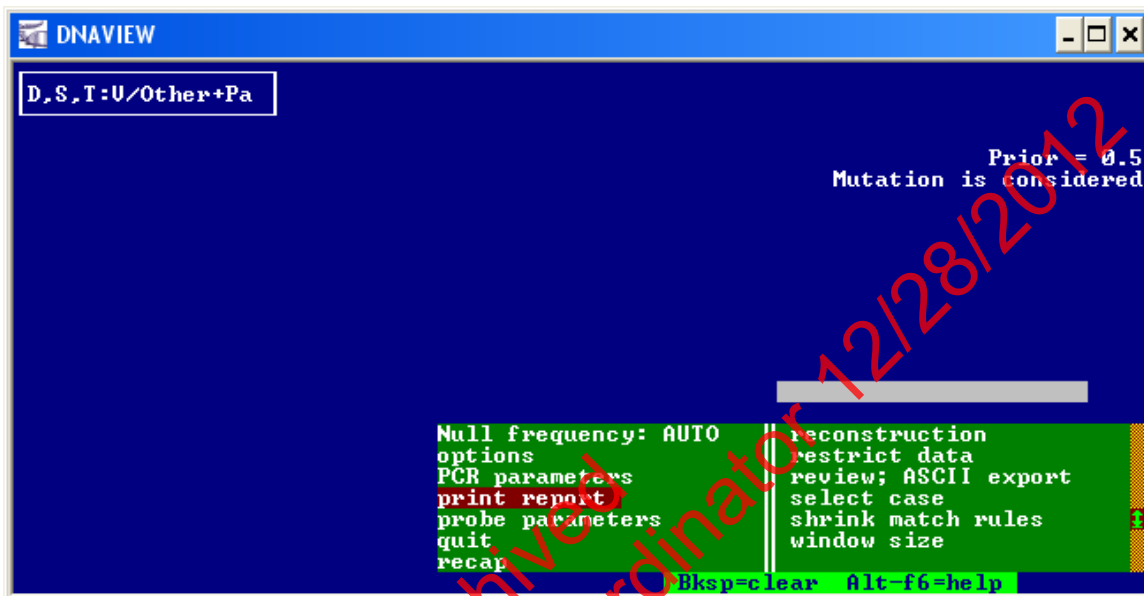 DNAVIEW
D,S,T:V/Other+Pa
Prior = 0.5
Mutation is considered
Null frequency: AUTO
options
PCR parameters
print report
probe parameters
quit
recap
reconstruction
restrict data
review; ASCII export
select case
shrink match rules
window size
Bksp=clear Alt-f6=help
hived
rdinator 12/28/2012